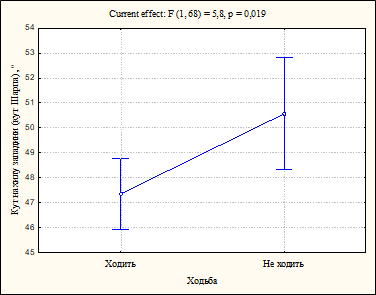 Current effect: F (1, 68) = 5,8, p = 0,019
54
53
52
51
50
49
48
47
46
45
Кут нахилу западини (кут Шарпа), °
Ходить
Не ходить
Ходьба